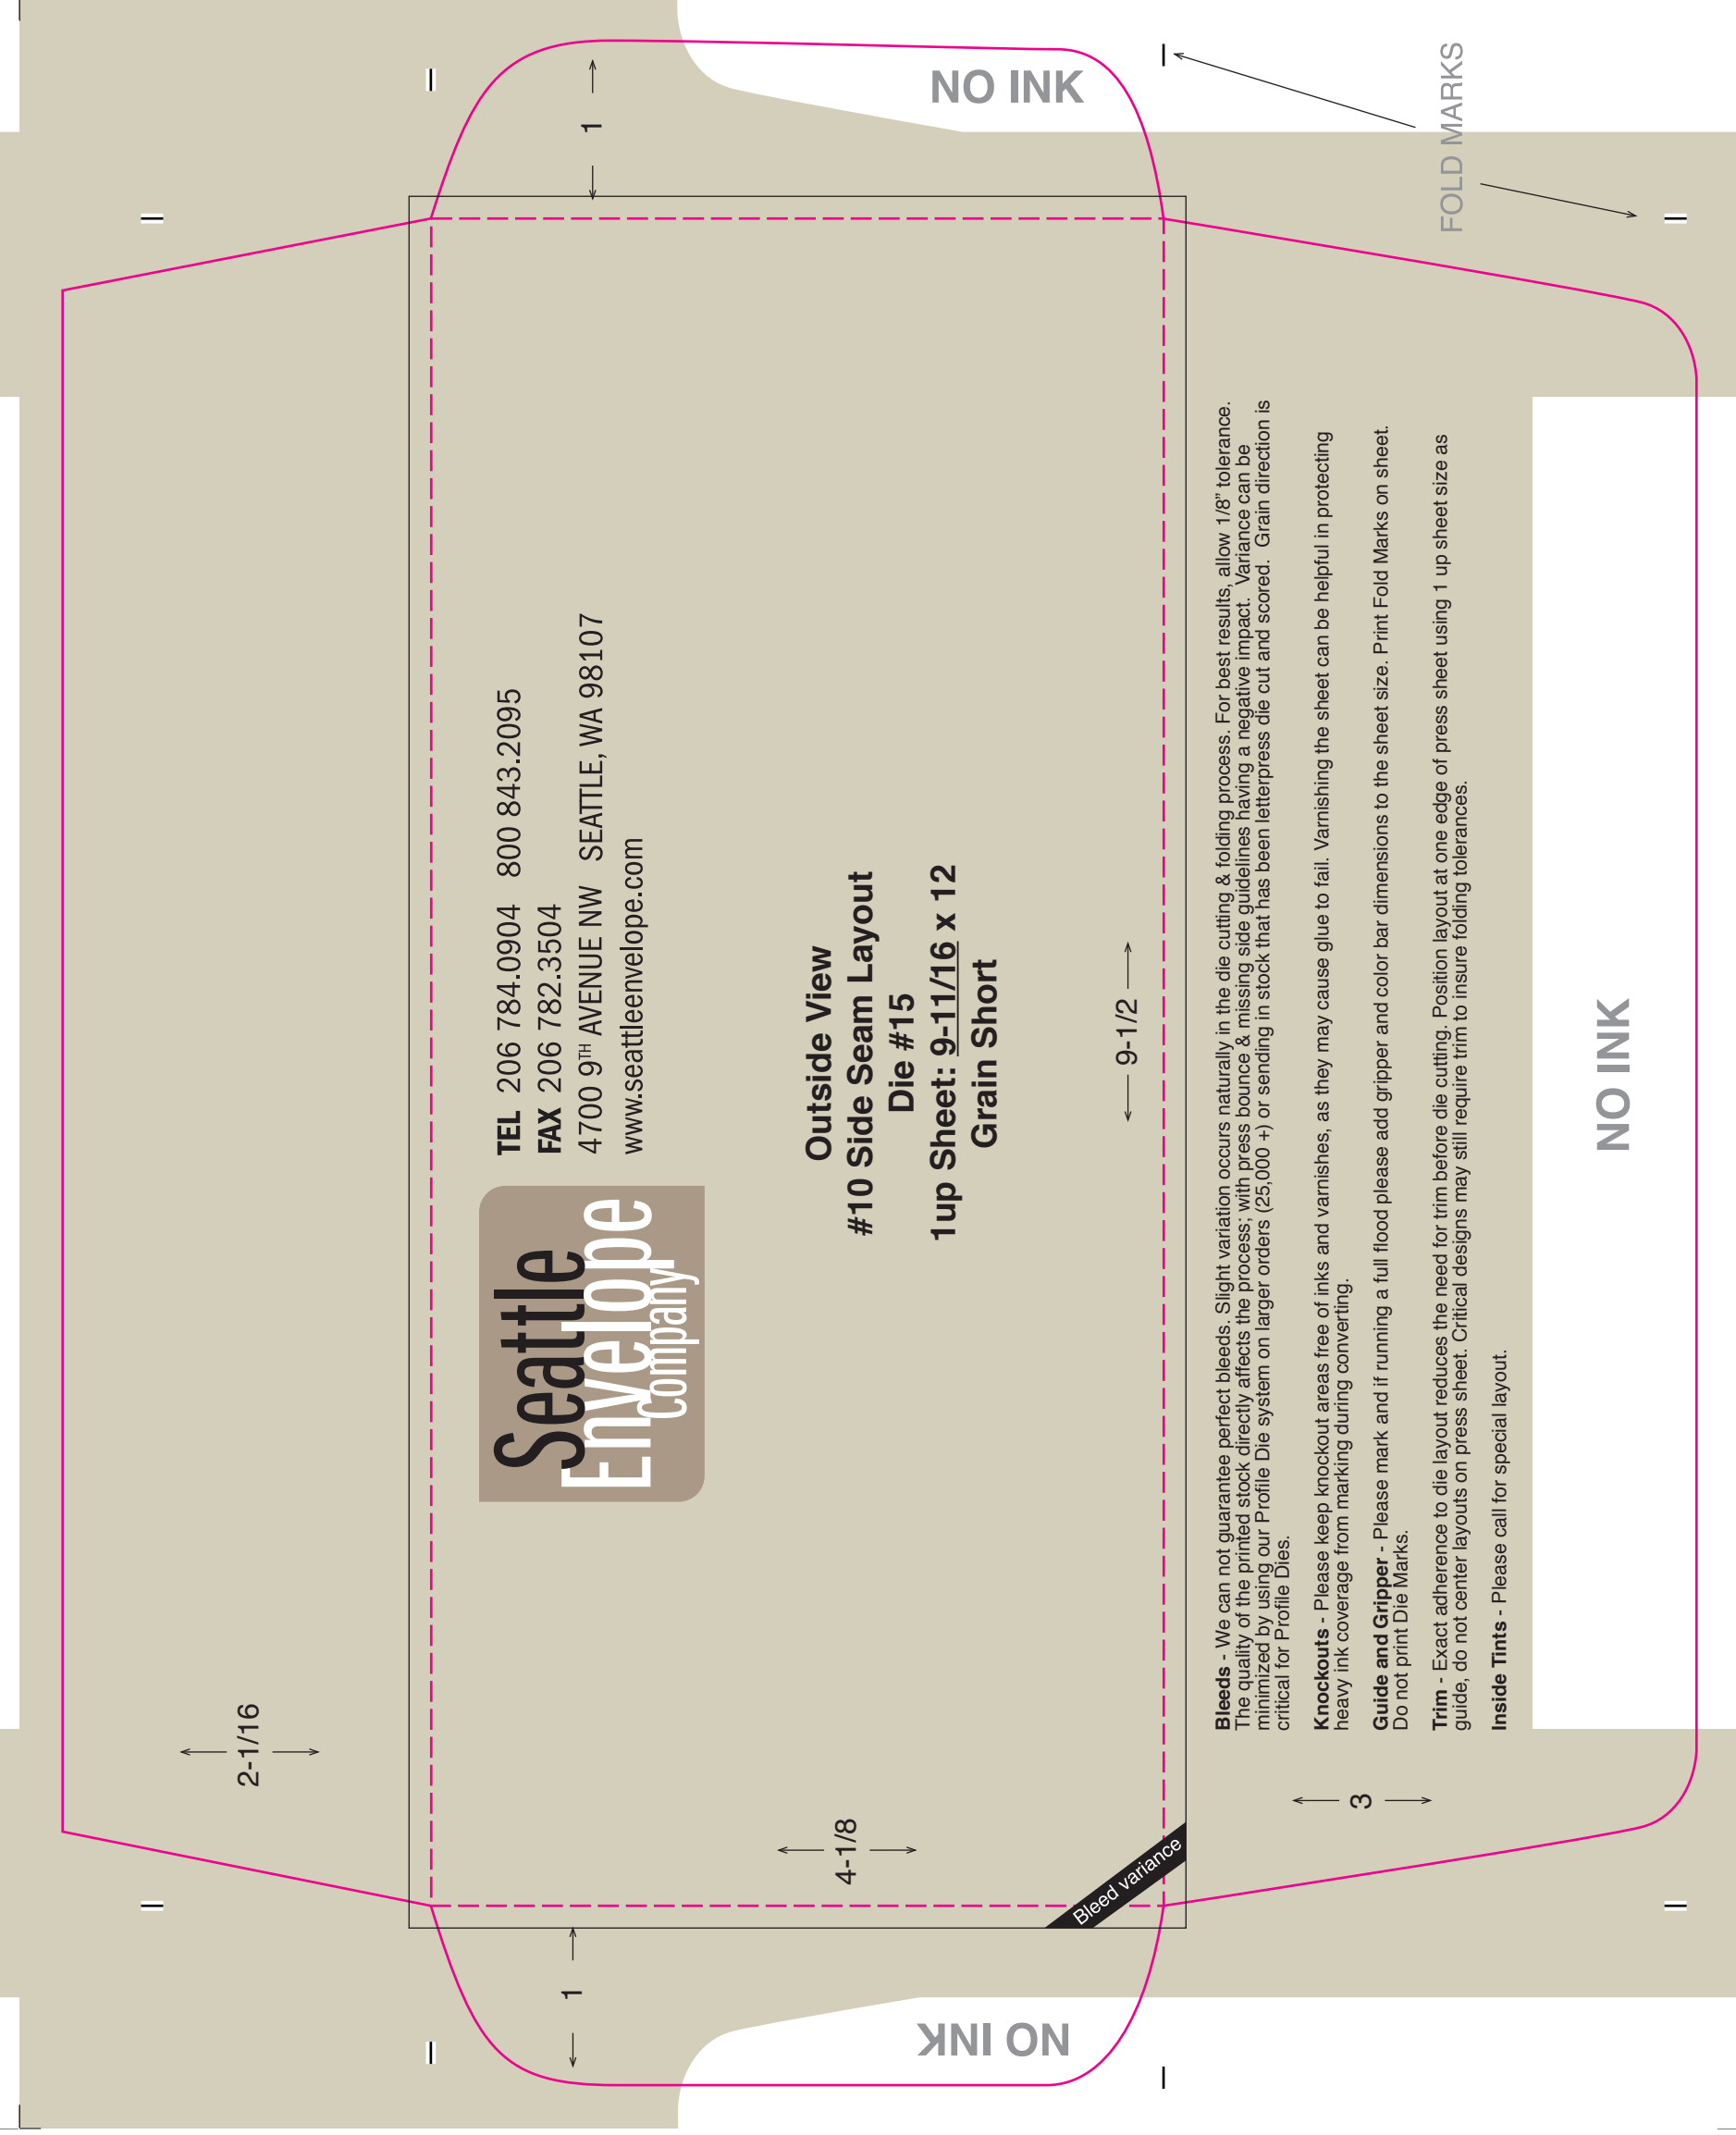 NO INK
FOLD MARKS
1
Seattle
Envelope
Company
TEL 206 784.0904 800 843.2095
FAX 206 782.3504
4700 9TH AVENUE NW SEATTLE, WA 98107
www.seattleenvelope.com
Outside View
#10 Side Seam Layout
Die #15
1up Sheet: 9-11/16 x 12
Grain Short
9-1/2
2-1/16
4-1/8
Bleed variance
Bleeds - We can not guarantee perfect bleeds. Slight variation occurs naturally in the die cutting & folding process. For best results, allow 1/8” tolerance.
The quality of the printed stock directly affects the process; with press bounce & missing side guidelines having a negative impact. Variance can be
minimized by using our Profile Die system on larger orders (25,000 +) or sending in stock that has been letterpress die cut and scored. Grain direction is
critical for Profile Dies.
Knockouts - Please keep knockout areas free of inks and varnishes, as they may cause glue to fail. Varnishing the sheet can be helpful in protecting
heavy ink coverage from marking during converting.
Guide and Gripper - Please mark and if running a full flood please add gripper and color bar dimensions to the sheet size. Print Fold Marks on sheet.
Do not print Die Marks.
Trim - Exact adherence to die layout reduces the need for trim before die cutting. Position layout at one edge of press sheet using 1 up sheet size as
guide, do not center layouts on press sheet. Critical designs may still require trim to insure folding tolerances.
Inside Tints - Please call for special layout.
3
NO INK
1
NO INK